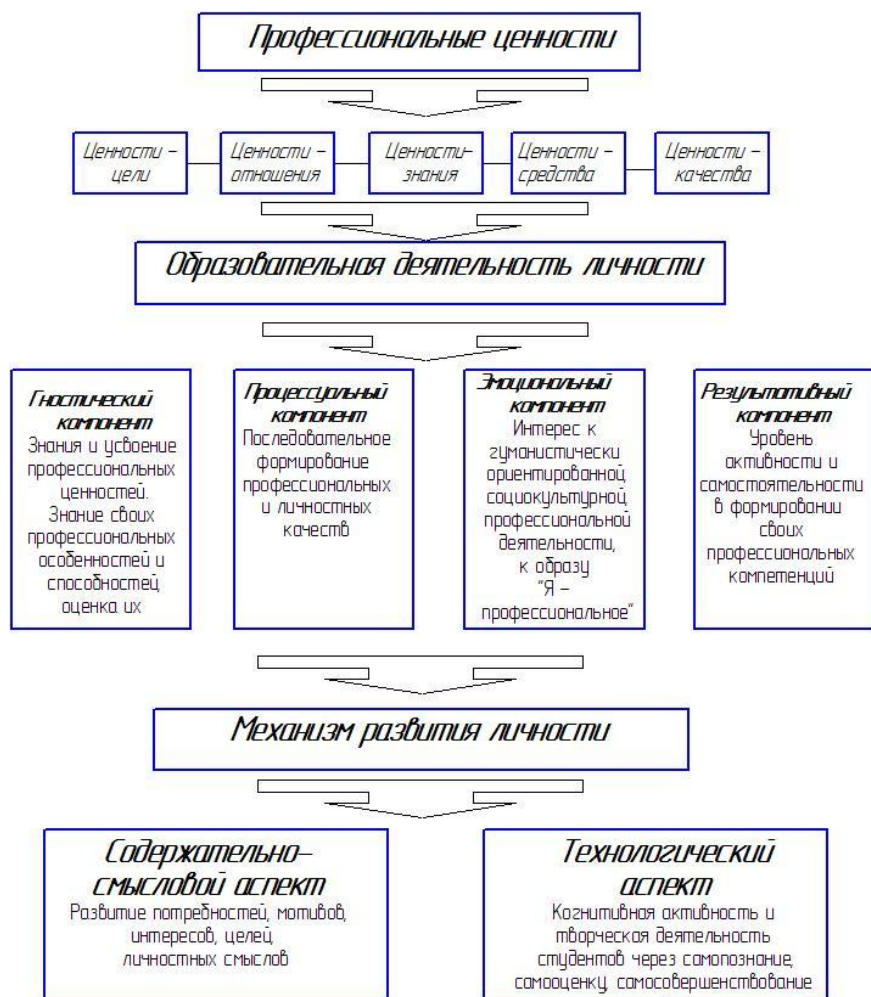 Профессиональные ценности
Ценности –
цели
Ценности –
отношения
Ценности-
знания
Ценности –
средства
Ценности –
качества
Образовательная деятельность личности
Гностический
компонент
Знания и усвоение
профессиональных
ценностей.
Знание своих
профессиональных
особенностей и
способностей,
оценка их
Процессуальный
компонент
Последовательное
формирование
профессиональных
и личностных
качеств
Эмоциональный
компонент
Интерес к
гуманистически
ориентированной,
социокультурной,
профессиональной
деятельности,
к образу
"Я –
профессиональное"
Результативный
компонент
Уровень
активности и
самостоятельности
в формировании
своих
профессиональных
компетенций
Механизм развития личности
Содержательно-
смысловой аспект
Развитие потребностей, мотивов,
интересов, целей,
личностных смыслов
Технологический
аспект
Когнитивная активность и
творческая деятельность
студентов через самопознание,
самооценку, самосовершенствование